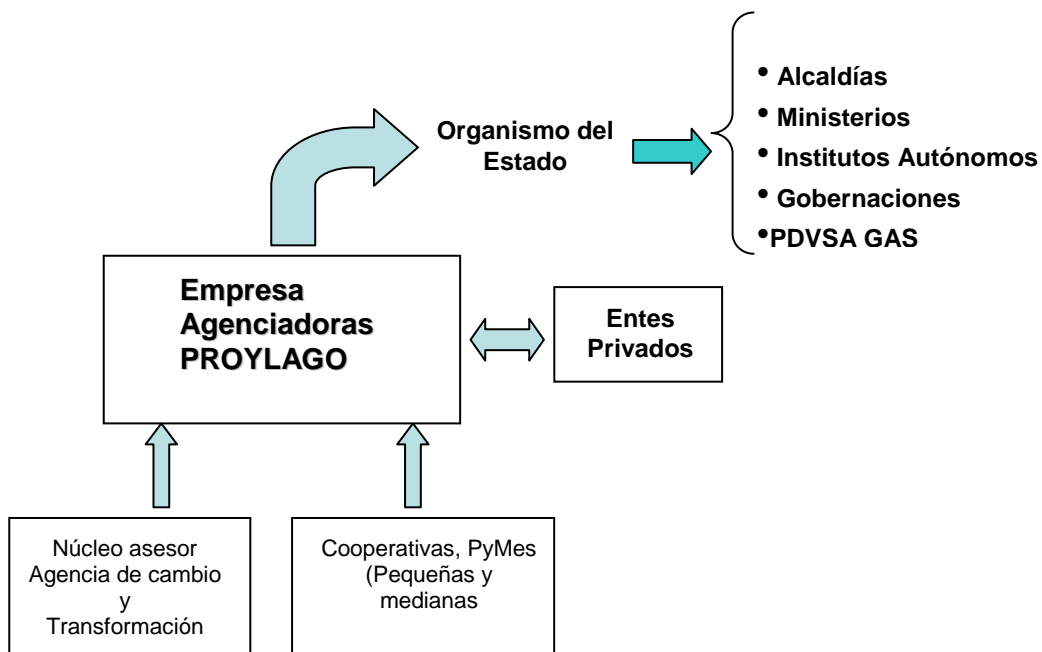 Organismo del
Estado
• Alcaldías
• Ministerios
• Institutos Autónomos
• Gobernaciones
•PDVSA GAS
Empresa
Agenciadoras
PROYLAGO
Entes
Privados
Núcleo asesor
Agencia de cambio
y
Transformación
Cooperativas, PyMes
(Pequeñas y
medianas